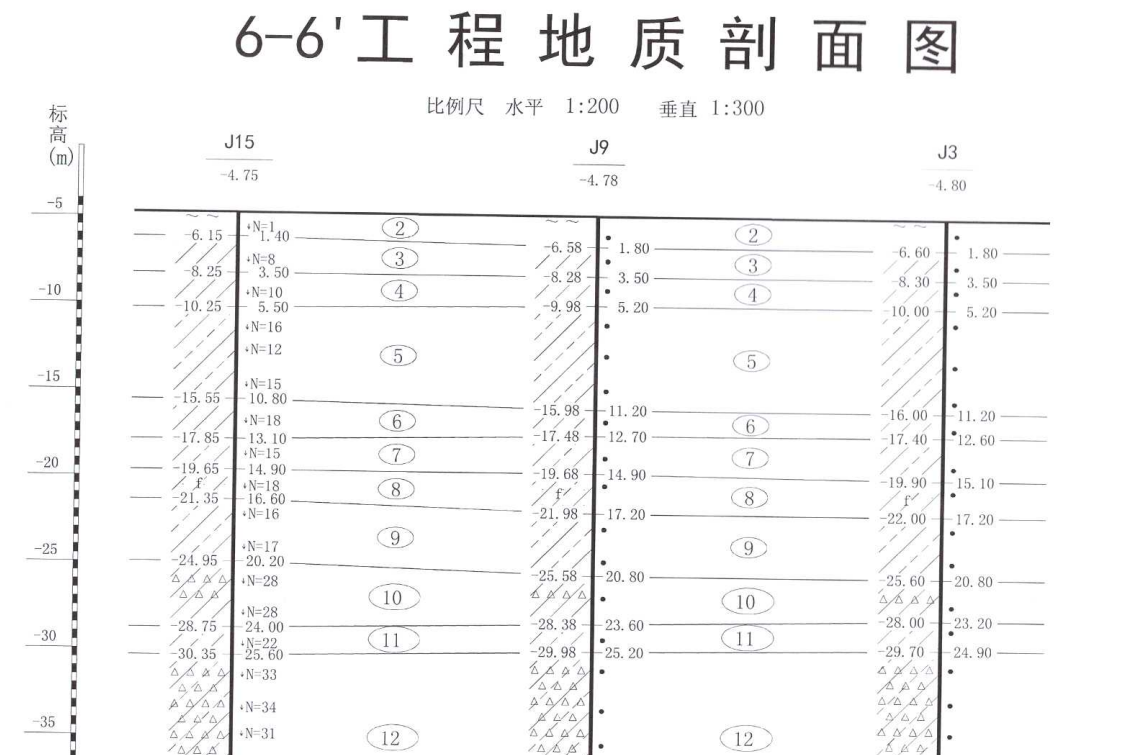 6-6'工程地质剖面图
比例尺 水平 1:200 垂直 1:300
标高(m)
J15 J9 J3
-4.75 -4.78 -4.80
-5
N=1 ② ②
-6.15 1.40 -6.58 1.80 -6.60 1.80
N=8 ③ ③
-8.25 3.50 -8.28 3.50 -8.30 3.50
-10 N=10 ④ ④
-10.25 5.50 -9.98 5.20 -10.00 5.20
N=16
N=12 ⑤ ⑤
-15 N=15
-15.55 10.80 -15.98 11.20 -16.00 11.20
N=18 ⑥ ⑥
-17.85 13.10 -17.48 12.70 -17.40 12.60
N=15 ⑦ ⑦
-20 -19.65 14.90 -19.68 14.90 -19.90 15.10
f N=18 ⑧ f ⑧ f
-21.35 16.60 -21.98 17.20 -22.00 17.20
N=16
⑨ ⑨
-25 N=17
-24.95 20.20 -25.58 20.80 -25.60 20.80
N=28 ⑩ ⑩
N=28
-28.75 24.00 -28.38 23.60 -28.00 23.20
-30 N=22 ⑪ ⑪
-30.35 25.60 -29.98 25.20 -29.70 24.90
N=33
N=34
-35 N=31 ⑫ ⑫